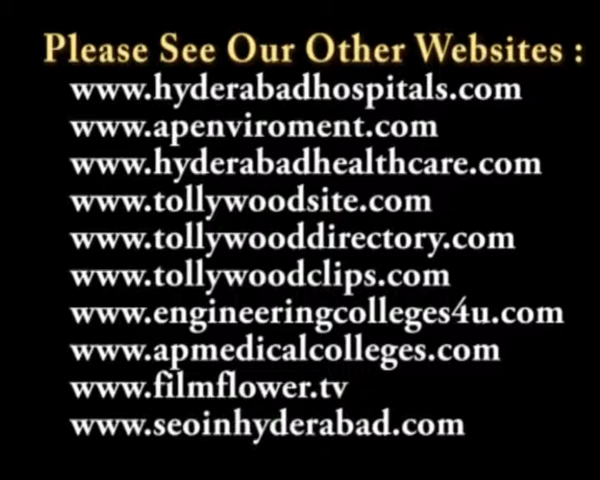 Please See Our Other Websites :
www.hyderabadhospitals.com
www.apenviroment.com
www.hyderabadhealthcare.com
www.tollywoodsite.com
www.tollywooddirectory.com
www.tollywoodclips.com
www.engineeringcolleges4u.com
www.apmedicalcolleges.com
www.filmflower.tv
www.seoinhyderabad.com